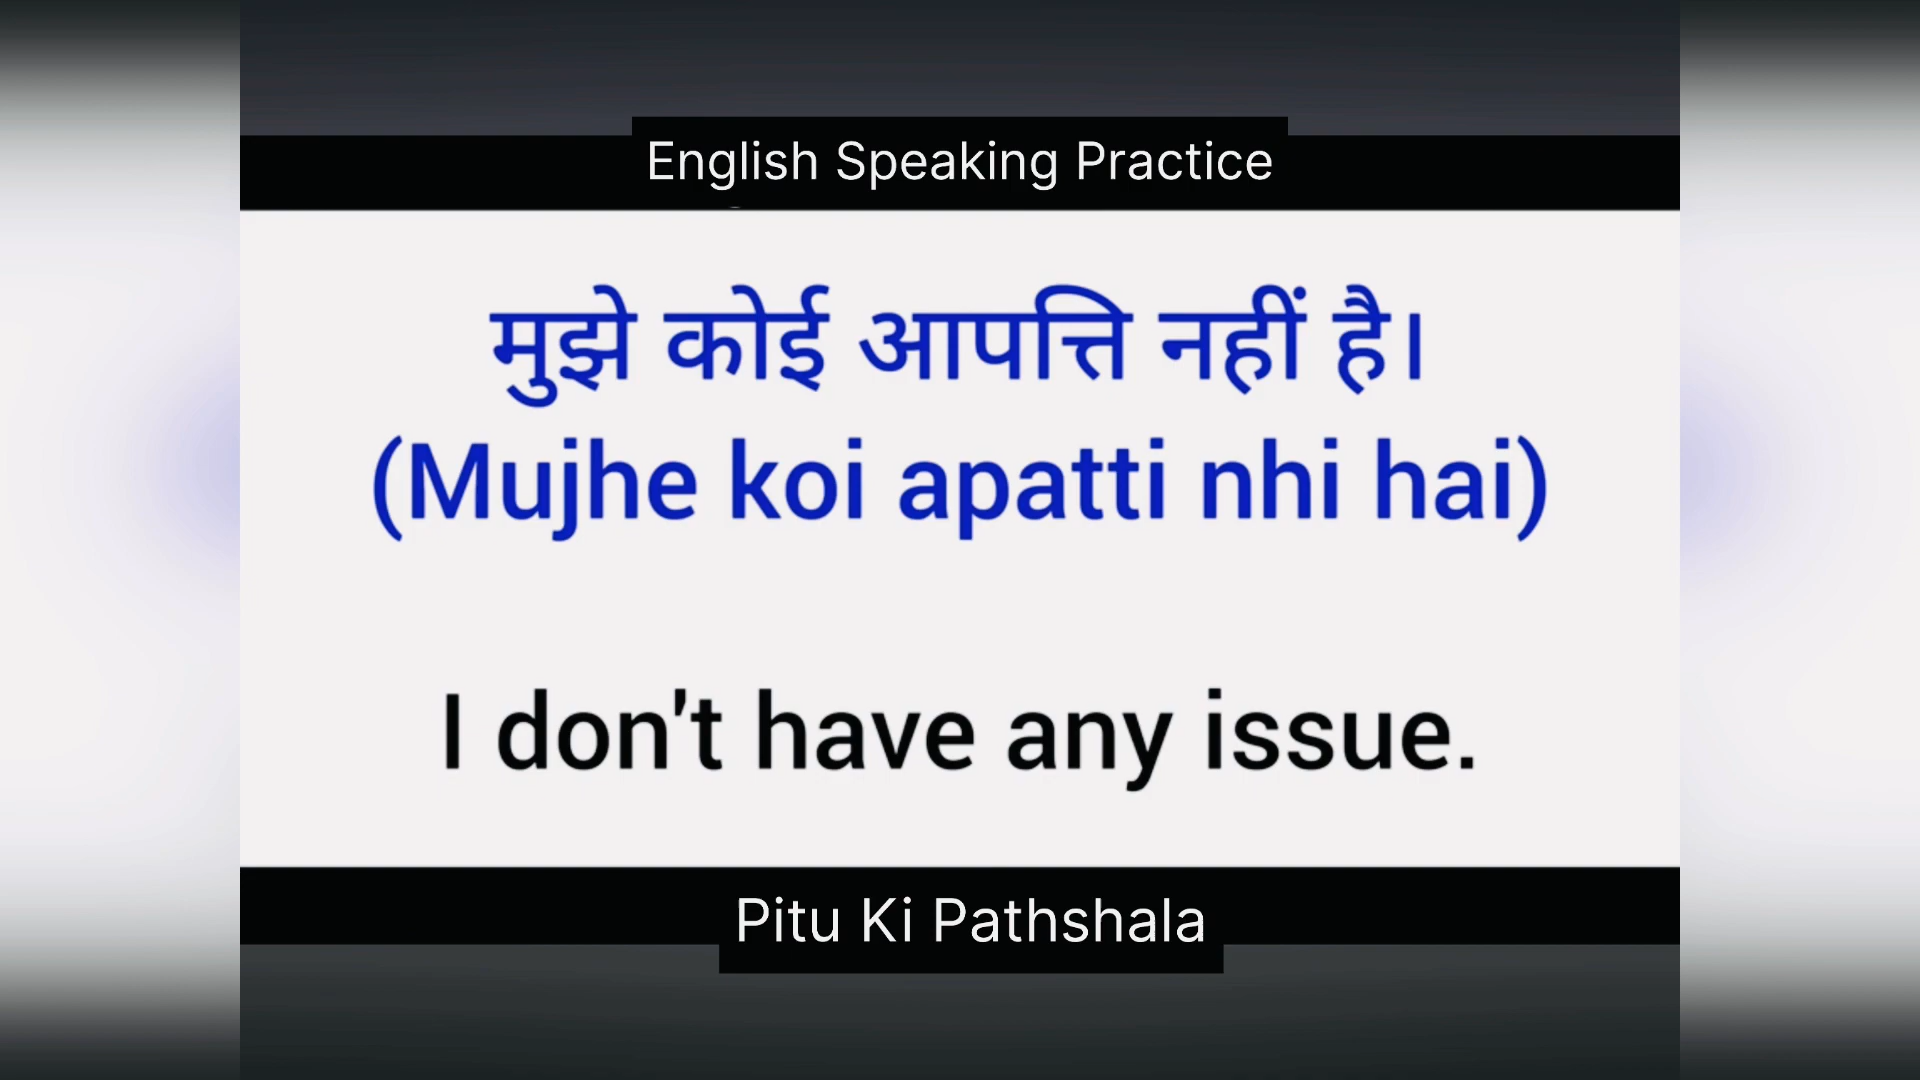 English Speaking Practice
मुझे कोई आपत्ति नहीं है।
(Mujhe koi apatti nhi hai)
I don't have any issue.
Pitu Ki Pathshala